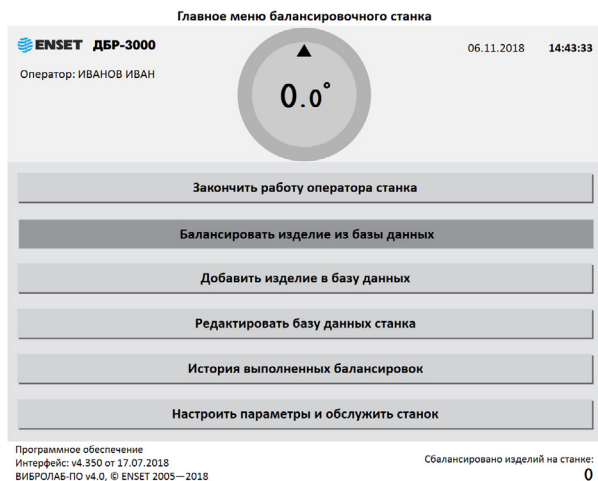 Главное меню балансировочного станка
ENSET ДБР-3000
06.11.2018 14:43:33
Оператор: ИВАНОВ ИВАН
0.0°
Закончить работу оператора станка
Балансировать изделие из базы данных
Добавить изделие в базу данных
Редактировать базу данных станка
История выполненных балансировок
Настроить параметры и обслужить станок
Программное обеспечение
Интерфейс: v4.350 от 17.07.2018
ВИБРОЛАБ-ПО v4.0, © ENSET 2005—2018
Сбалансировано изделий на станке:
0